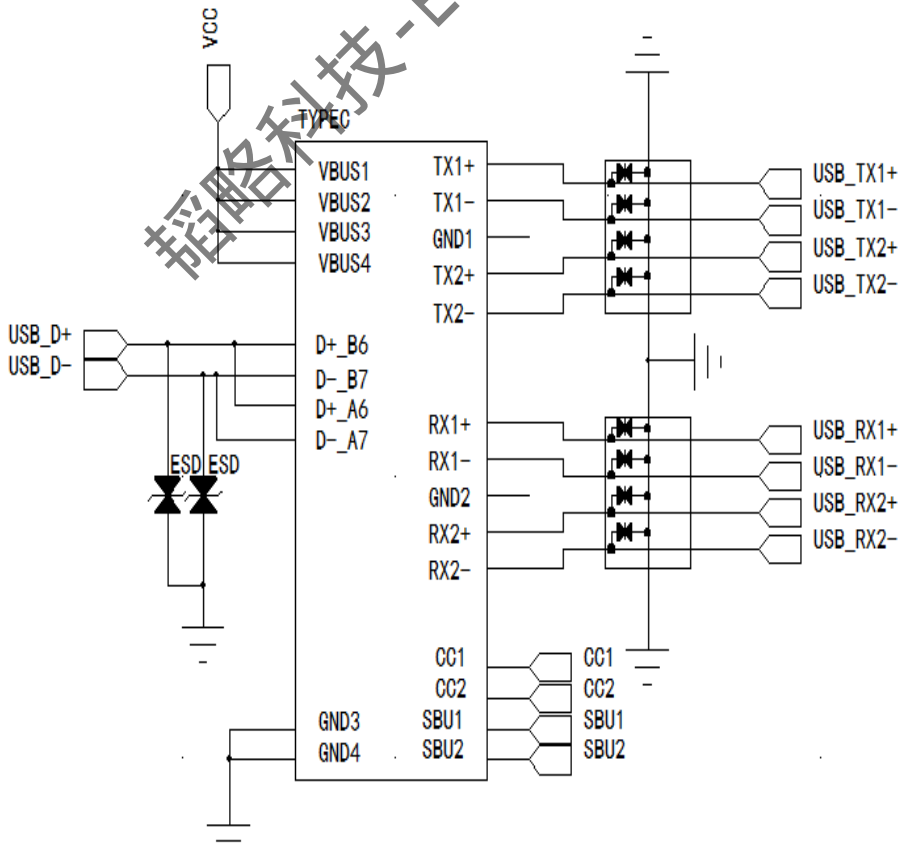 VCC
韬略科技-E
TYPEC
VBUS1
VBUS2
VBUS3
VBUS4
D+_B6
D-_B7
D+_A6
D-_A7
GND3
GND4
TX1+
TX1-
GND1
TX2+
TX2-
RX1+
RX1-
GND2
RX2+
RX2-
CC1
CC2
SBU1
SBU2
USB_D+
USB_D-
ESD ESD
USB_TX1+
USB_TX1-
USB_TX2+
USB_TX2-
USB_RX1+
USB_RX1-
USB_RX2+
USB_RX2-
CC1
CC2
SBU1
SBU2